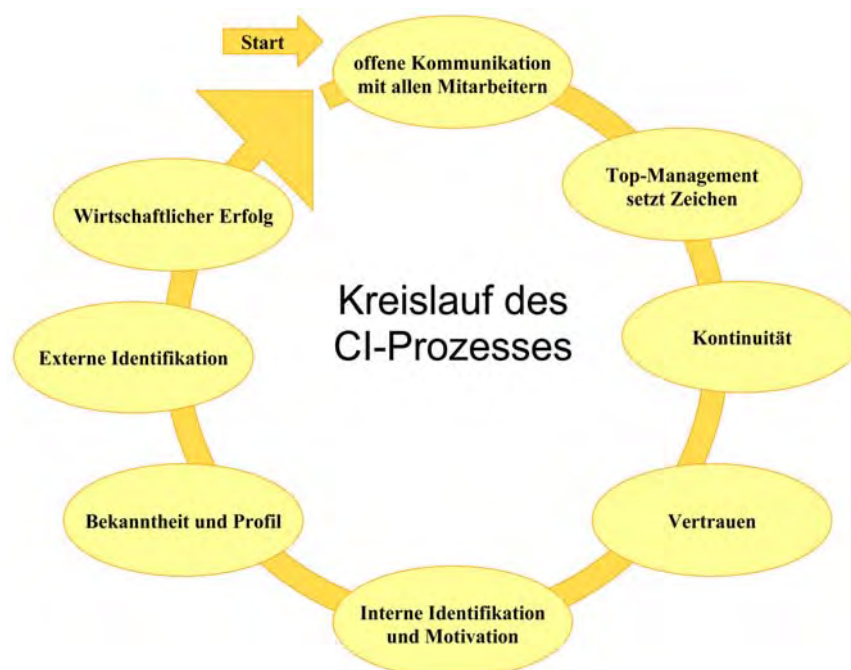 Start
offene Kommunikation
mit allen Mitarbeitern
Top-Management
setzt Zeichen
Kontinuität
Vertrauen
Interne Identifikation
und Motivation
Bekanntheit und Profil
Externe Identifikation
Wirtschaftlicher Erfolg
Kreislauf des
CI-Prozesses